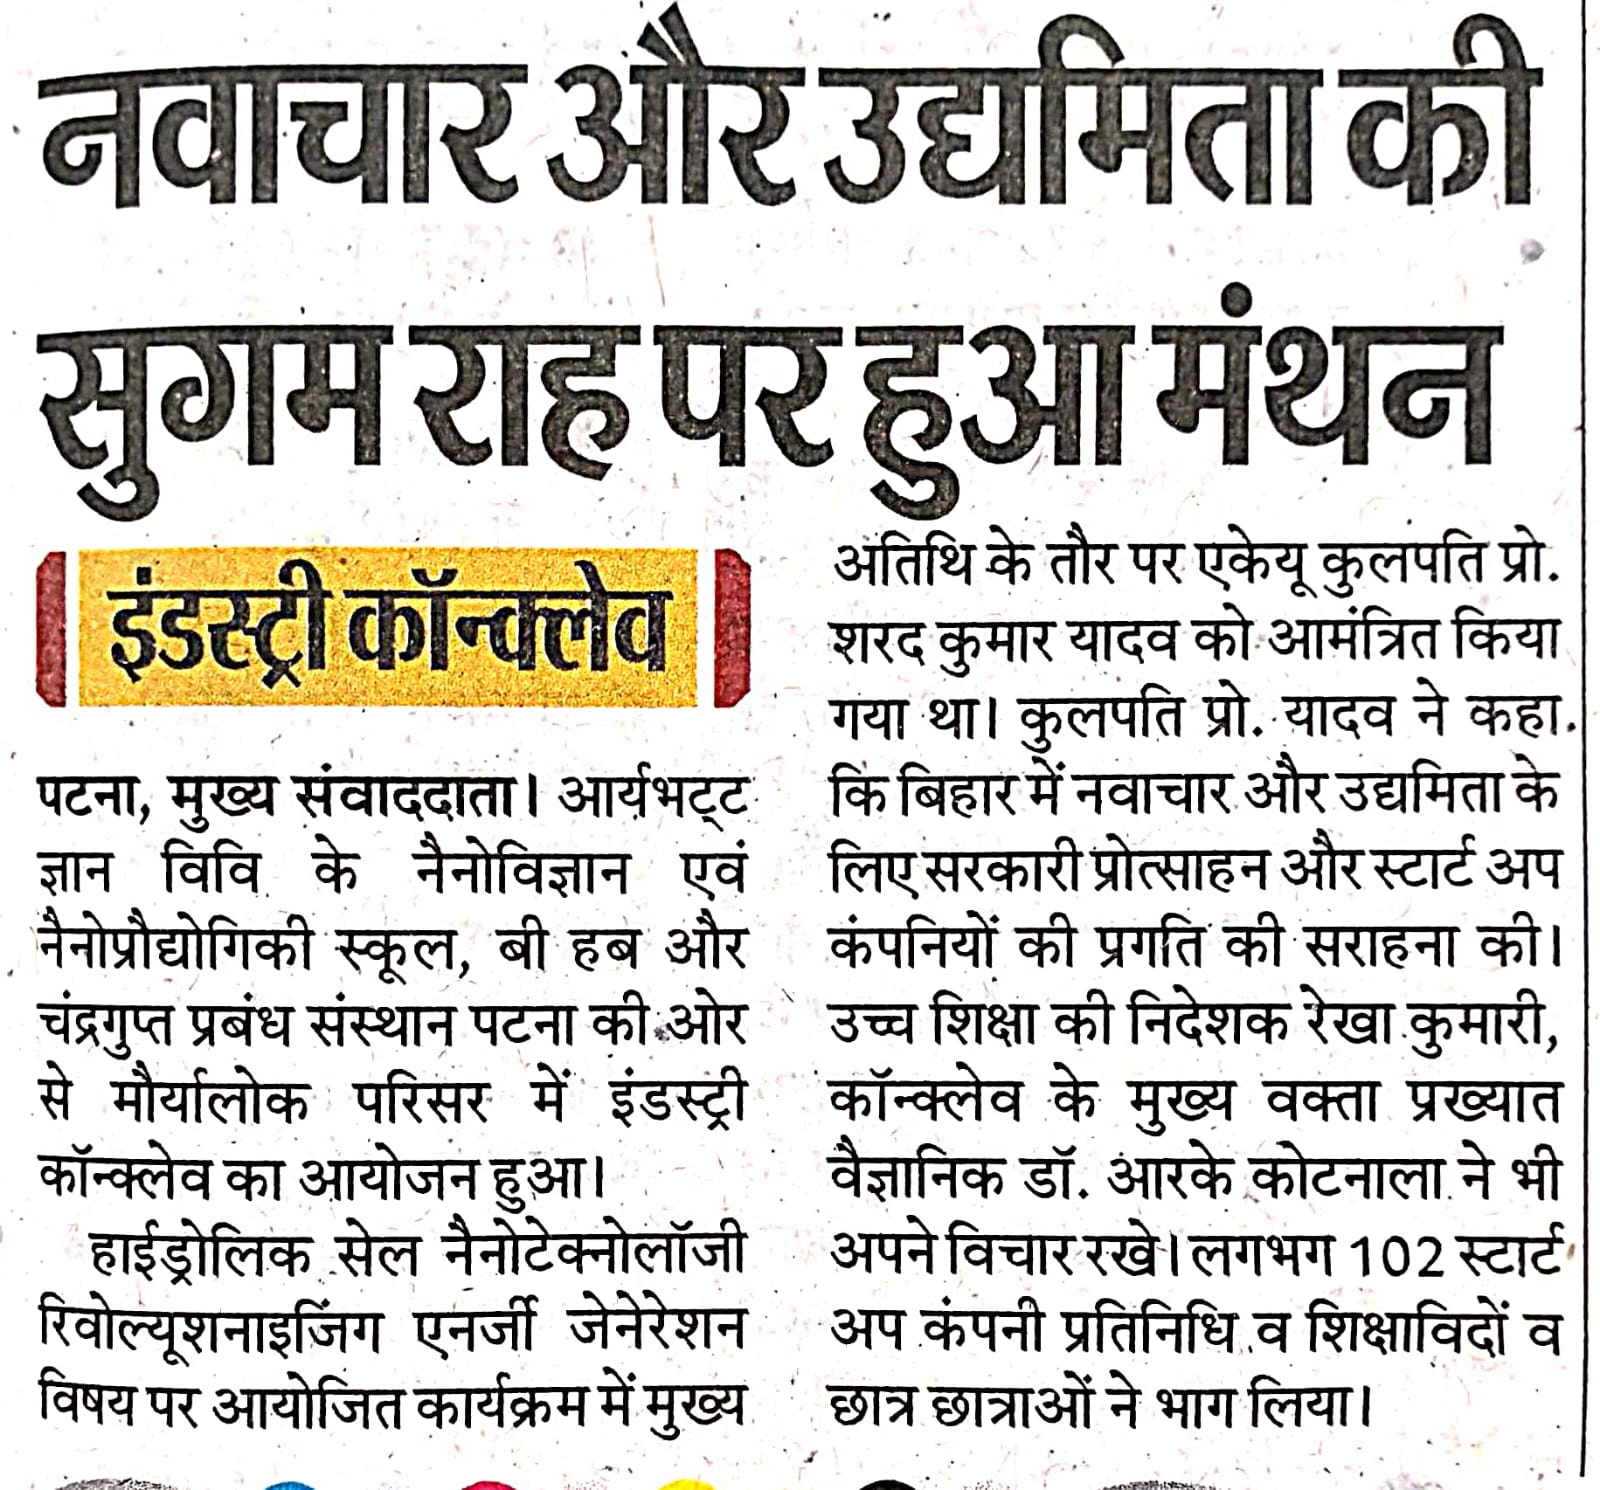 नवाचार और उद्यमिता की
सुगम राह पर हुआ मंथन
इंडस्ट्री कॉन्क्लेव
पटना, मुख्य संवाददाता। आर्यभट्ट
ज्ञान विवि के नैनोविज्ञान एवं
नैनोप्रौद्योगिकी स्कूल, बी हब और
चंद्रगुप्त प्रबंध संस्थान पटना की ओर
से मौर्यालोक परिसर में इंडस्ट्री
कॉन्क्लेव का आयोजन हुआ।
हाईड्रोलिक सेल नैनोटेक्नोलॉजी
रिवोल्यूशनाइजिंग एनर्जी जेनेरेशन
विषय पर आयोजित कार्यक्रम में मुख्य
अतिथि के तौर पर एकेयू कुलपति प्रो.
शरद कुमार यादव को आमंत्रित किया
गया था। कुलपति प्रो. यादव ने कहा
कि बिहार में नवाचार और उद्यमिता के
लिए सरकारी प्रोत्साहन और स्टार्ट अप
कंपनियों की प्रगति की सराहना की।
उच्च शिक्षा की निदेशक रेखा कुमारी,
कॉन्क्लेव के मुख्य वक्ता प्रख्यात
वैज्ञानिक डॉ. आरके कोटनाला ने भी
अपने विचार रखे। लगभग 102 स्टार्ट
अप कंपनी प्रतिनिधि व शिक्षाविदों व
छात्र छात्राओं ने भाग लिया।